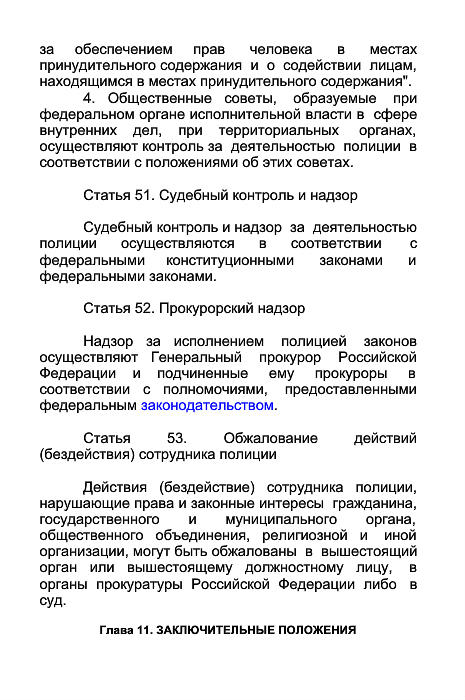 за обеспечением прав человека в местах
принудительного содержания и о содействии лицам,
находящимся в местах принудительного содержания".
4. Общественные советы, образуемые при
федеральном органе исполнительной власти в сфере
внутренних дел, при территориальных органах,
осуществляют контроль за деятельностью полиции в
соответствии с положениями об этих советах.
Статья 51. Судебный контроль и надзор
Судебный контроль и надзор за деятельностью
полиции осуществляются в соответствии с
федеральными конституционными законами и
федеральными законами.
Статья 52. Прокурорский надзор
Надзор за исполнением полицией законов
осуществляют Генеральный прокурор Российской
Федерации и подчиненные ему прокуроры в
соответствии с полномочиями, предоставленными
федеральным законодательством.
Статья 53. Обжалование действий
(бездействия) сотрудника полиции
Действия (бездействие) сотрудника полиции,
нарушающие права и законные интересы гражданина,
государственного и муниципального органа,
общественного объединения, религиозной и иной
организации, могут быть обжалованы в вышестоящий
орган или вышестоящему должностному лицу, в
органы прокуратуры Российской Федерации либо в
суд.
Глава 11. ЗАКЛЮЧИТЕЛЬНЫЕ ПОЛОЖЕНИЯ